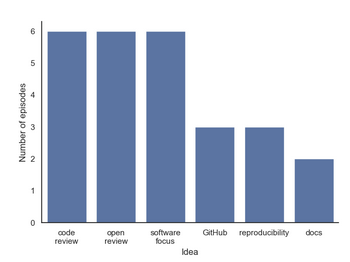 6
5
4
3
2
1
0
Number of episodes
code
review
open
review
software
focus
GitHub
reproducibility
docs
Idea